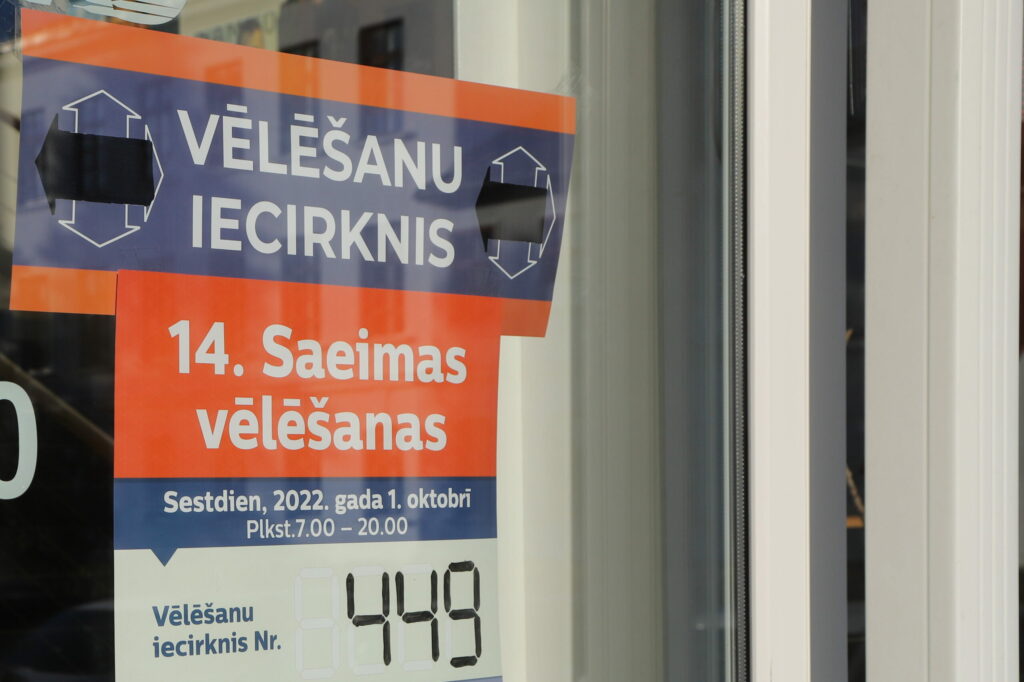 VĒLĒŠANU
IECIRKNIS
14. Saeimas
vēlēšanas
Sestdien, 2022. gada 1. oktobrī
Plkst.7.00 – 20.00
Vēlēšanu
iecirknis Nr.
449
0